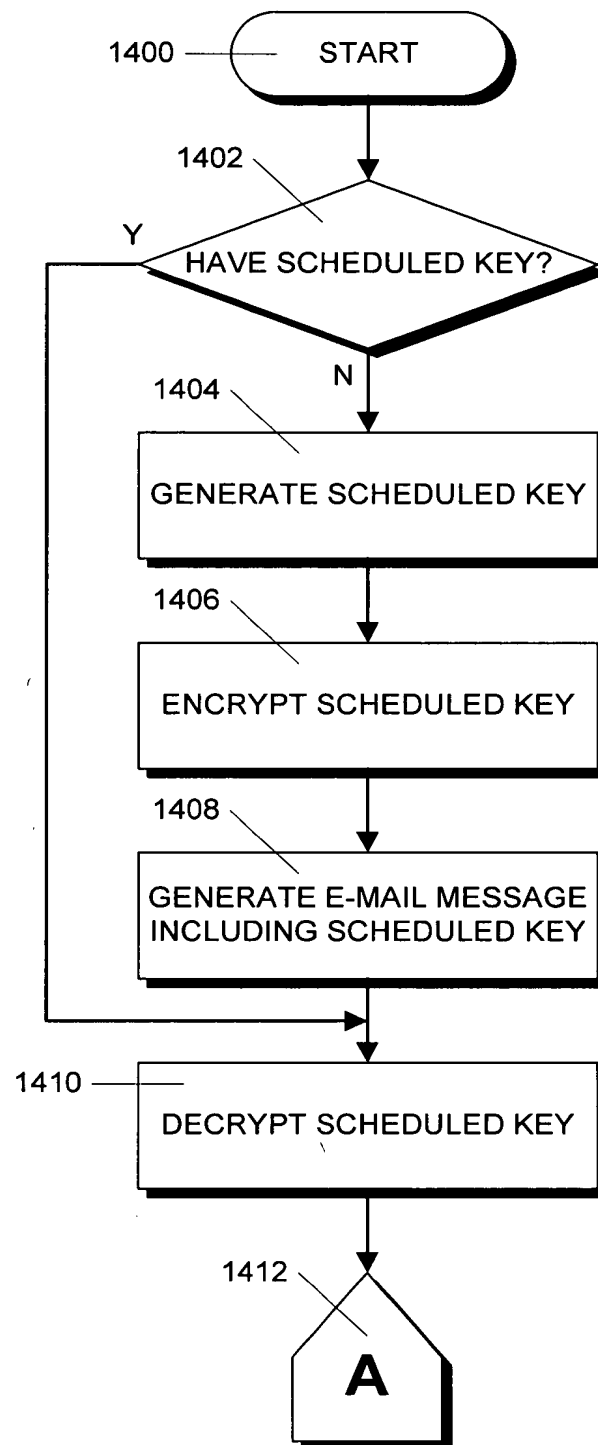 1400
START
1402
Y
HAVE SCHEDULED KEY?
N
1404
GENERATE SCHEDULED KEY
1406
ENCRYPT SCHEDULED KEY
1408
GENERATE E-MAIL MESSAGE
INCLUDING SCHEDULED KEY
1410
DECRYPT SCHEDULED KEY
1412
A